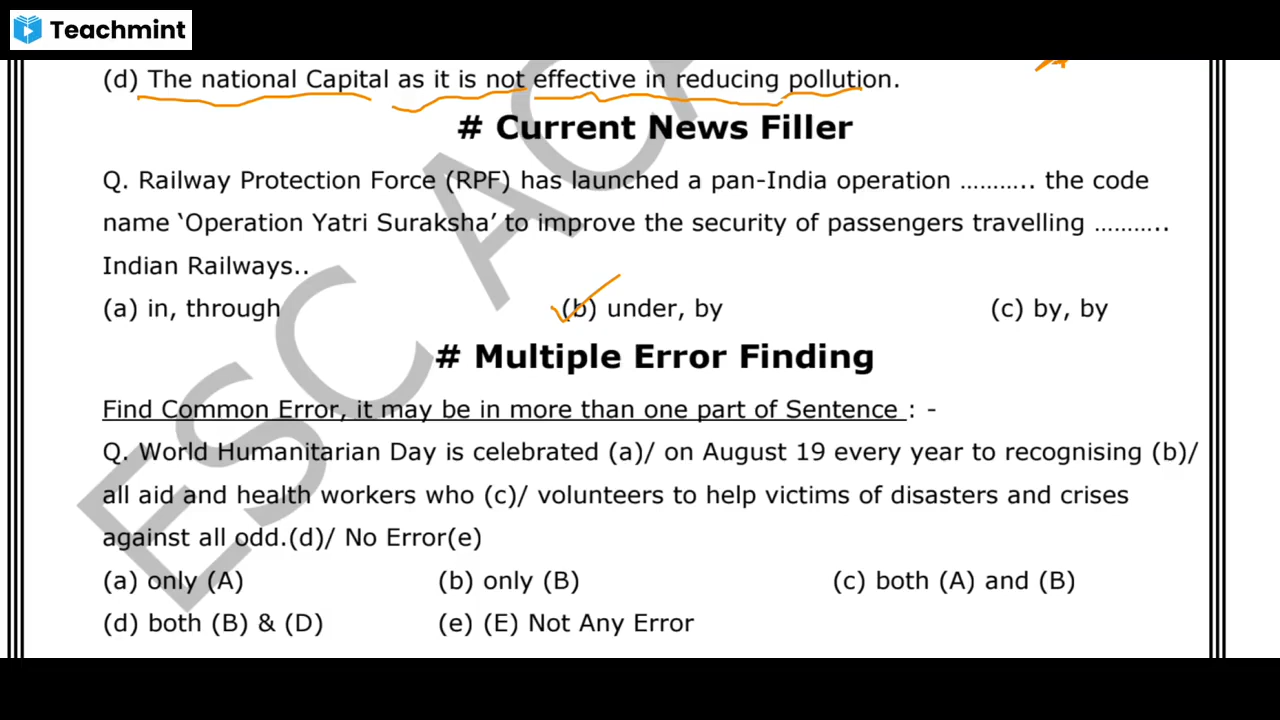 Teachmint
(d) The national Capital as it is not effective in reducing pollution.
# Current News Filler
Q. Railway Protection Force (RPF) has launched a pan-India operation ……….. the code
name ‘Operation Yatri Suraksha’ to improve the security of passengers travelling ………..
Indian Railways..
(a) in, through (b) under, by (c) by, by
# Multiple Error Finding
Find Common Error, it may be in more than one part of Sentence : -
Q. World Humanitarian Day is celebrated (a)/ on August 19 every year to recognising (b)/
all aid and health workers who (c)/ volunteers to help victims of disasters and crises
against all odd.(d)/ No Error(e)
(a) only (A) (b) only (B) (c) both (A) and (B)
(d) both (B) & (D) (e) (E) Not Any Error
ESC ACA